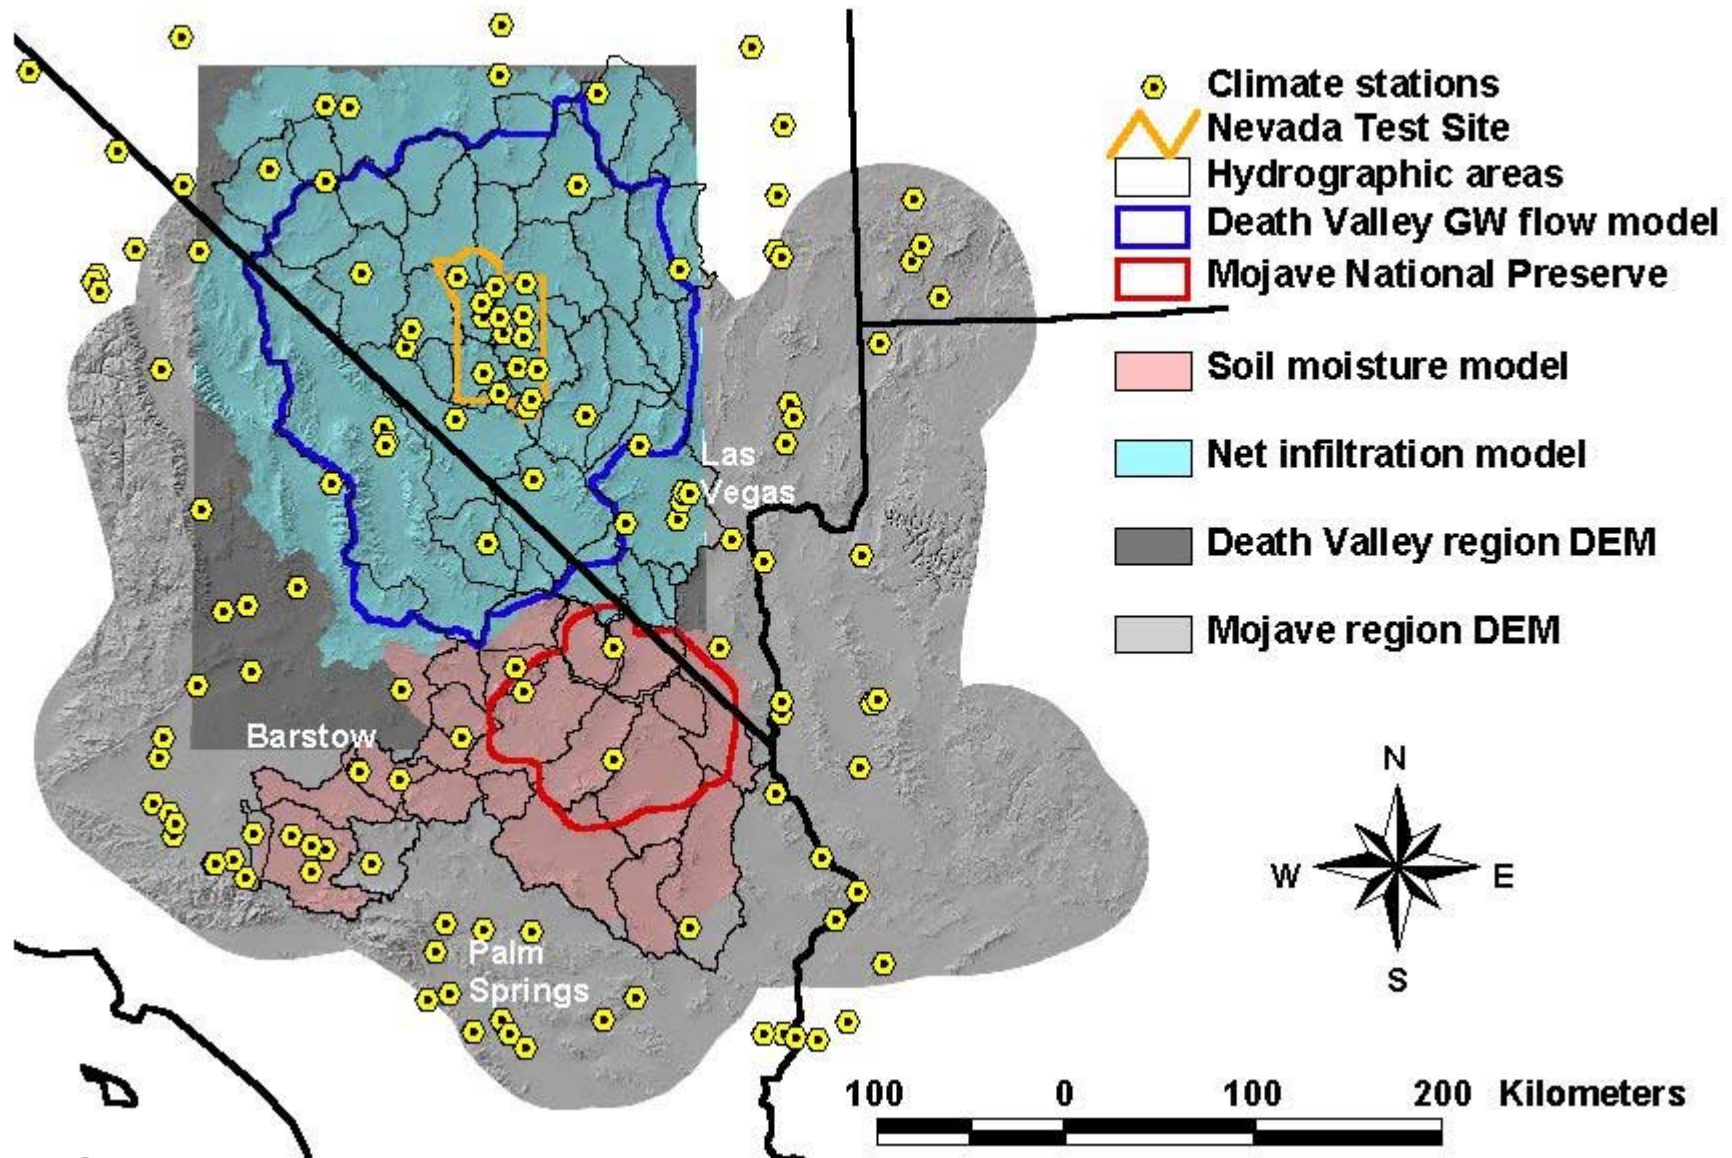 Climate stations
Nevada Test Site
Hydrographic areas
Death Valley GW flow model
Mojave National Preserve
Soil moisture model
Net infiltration model
Death Valley region DEM
Mojave region DEM
Las
Vegas
Barstow
Palm
Springs
N
W E
S
100 0 100 200 Kilometers